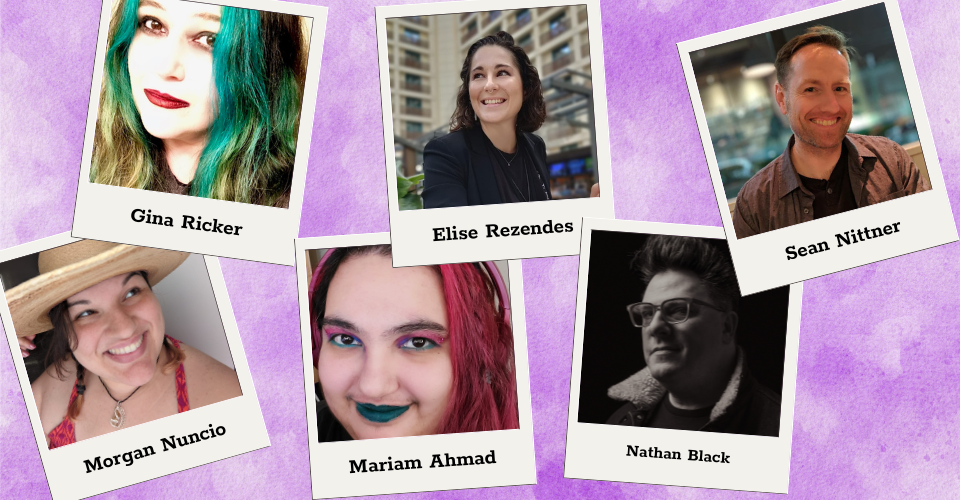 Gina Ricker
Elise Rezendes
Sean Nittner
Morgan Nuncio
Mariam Ahmad
Nathan Black